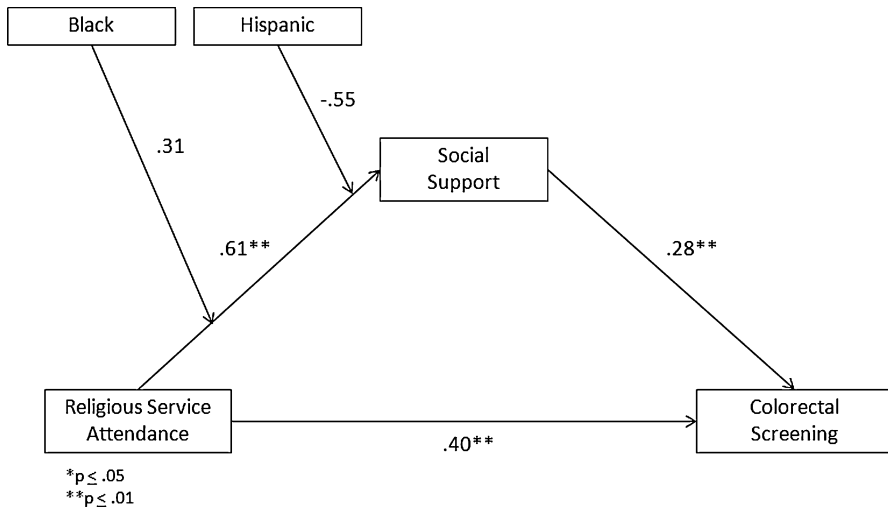 Black
Hispanic
-.55
.31
Social
Support
.61**
.28**
Religious Service
Attendance
Colorectal
Screening
.40**
*p ≤ .05
**p ≤ .01